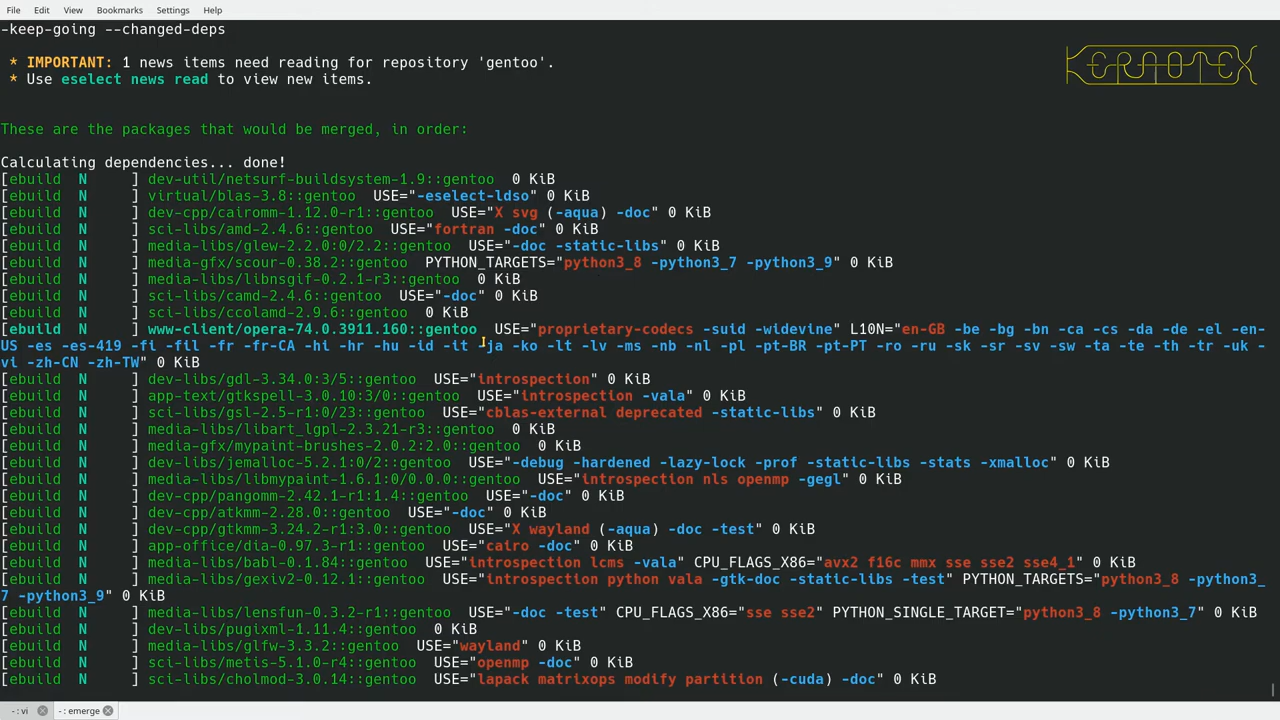 File Edit View Bookmarks Settings Help
-keep-going --changed-deps
KERAOTEX
* IMPORTANT: 1 news items need reading for repository 'gentoo'.
* Use eselect news read to view new items.
These are the packages that would be merged, in order:
Calculating dependencies... done!
[ebuild N ] dev-util/netsurf-buildsystem-1.9::gentoo 0 KiB
[ebuild N ] virtual/blas-3.8::gentoo USE="-eselect-ldso" 0 KiB
[ebuild N ] dev-cpp/cairomm-1.12.0-r1::gentoo USE="X svg (-aqua) -doc" 0 KiB
[ebuild N ] sci-libs/amd-2.4.6::gentoo USE="fortran -doc" 0 KiB
[ebuild N ] media-libs/glew-2.2.0:0/2.2::gentoo USE="-doc -static-libs" 0 KiB
[ebuild N ] media-gfx/scour-0.38.2::gentoo PYTHON_TARGETS="python3_8 -python3_7 -python3_9" 0 KiB
[ebuild N ] media-libs/libnsgif-0.2.1-r3::gentoo 0 KiB
[ebuild N ] sci-libs/camd-2.4.6::gentoo USE="-doc" 0 KiB
[ebuild N ] sci-libs/ccolamd-2.9.6::gentoo 0 KiB
[ebuild N ] www-client/opera-74.0.3911.160::gentoo USE="proprietary-codecs -suid -widevine" L10N="en-GB -be -bg -bn -ca -cs -da -de -el -en-
US -es -es-419 -fi -fil -fr -fr-CA -hi -hr -hu -id -it -ja -ko -lt -lv -ms -nb -nl -pl -pt-BR -pt-PT -ro -ru -sk -sr -sv -sw -ta -te -th -tr -uk -
vi -zh-CN -zh-TW" 0 KiB
[ebuild N ] dev-libs/gdl-3.34.0:3/5::gentoo USE="introspection" 0 KiB
[ebuild N ] app-text/gtkspell-3.0.10:3/0::gentoo USE="introspection -vala" 0 KiB
[ebuild N ] sci-libs/gsl-2.5-r1:0/23::gentoo USE="cblas-external deprecated -static-libs" 0 KiB
[ebuild N ] media-libs/libart_lgpl-2.3.21-r3::gentoo 0 KiB
[ebuild N ] media-gfx/mypaint-brushes-2.0.2:2.0::gentoo 0 KiB
[ebuild N ] dev-libs/jemalloc-5.2.1:0/2::gentoo USE="-debug -hardened -lazy-lock -prof -static-libs -stats -xmalloc" 0 KiB
[ebuild N ] media-libs/libmypaint-1.6.1:0/0.0.0::gentoo USE="introspection nls openmp -gegl" 0 KiB
[ebuild N ] dev-cpp/pangomm-2.42.1-r1:1.4::gentoo USE="-doc" 0 KiB
[ebuild N ] dev-cpp/atkmm-2.28.0::gentoo USE="-doc" 0 KiB
[ebuild N ] dev-cpp/gtkmm-3.24.2-r1:3.0::gentoo USE="X wayland (-aqua) -doc -test" 0 KiB
[ebuild N ] app-office/dia-0.97.3-r1::gentoo USE="cairo -doc" 0 KiB
[ebuild N ] media-libs/babl-0.1.84::gentoo USE="introspection lcms -vala" CPU_FLAGS_X86="avx2 f16c mmx sse sse2 sse4_1" 0 KiB
[ebuild N ] media-libs/gexiv2-0.12.1::gentoo USE="introspection python vala -gtk-doc -static-libs -test" PYTHON_TARGETS="python3_8 -python3_
7 -python3_9" 0 KiB
[ebuild N ] media-libs/lensfun-0.3.2-r1::gentoo USE="-doc -test" CPU_FLAGS_X86="sse sse2" PYTHON_SINGLE_TARGET="python3_8 -python3_7" 0 KiB
[ebuild N ] dev-libs/pugixml-1.11.4::gentoo 0 KiB
[ebuild N ] media-libs/glfw-3.3.2::gentoo USE="wayland" 0 KiB
[ebuild N ] sci-libs/metis-5.1.0-r4::gentoo USE="openmp -doc" 0 KiB
[ebuild N ] sci-libs/cholmod-3.0.14::gentoo USE="lapack matrixops modify partition (-cuda) -doc" 0 KiB
- : vi - : emerge